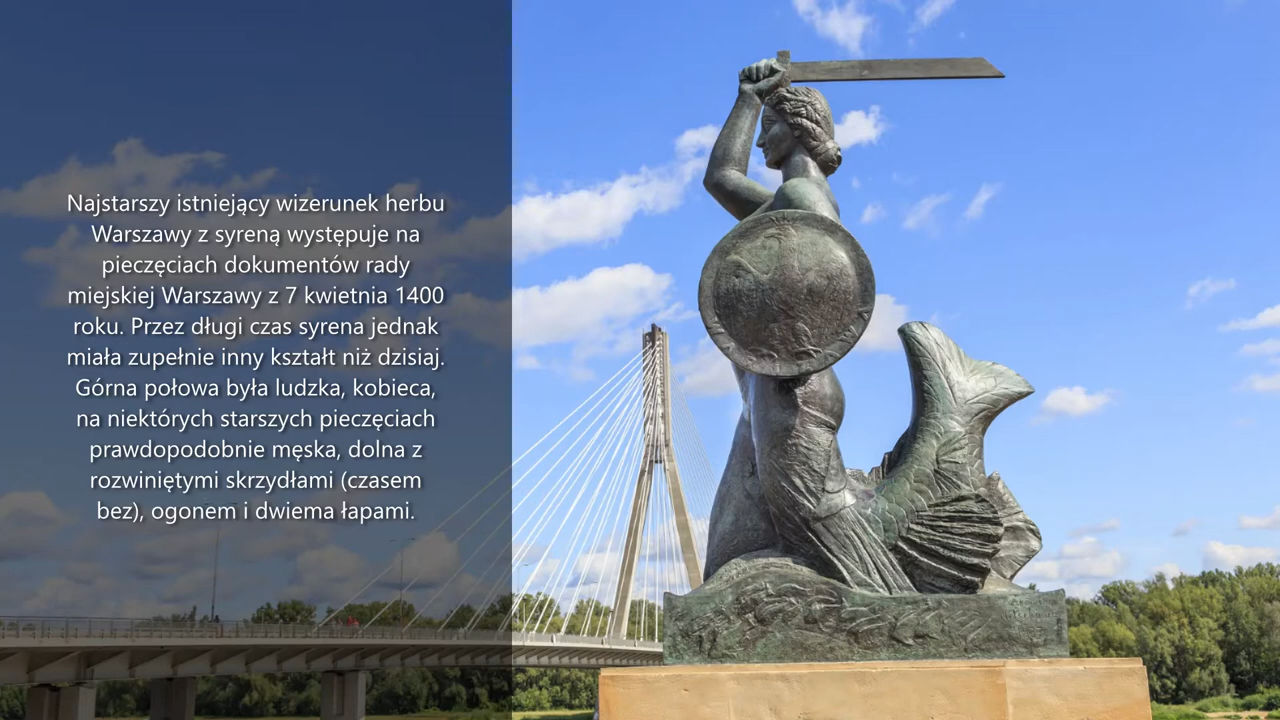 Najstarszy istniejący wizerunek herbu
Warszawy z syreną występuje na
pieczęciach dokumentów rady
miejskiej Warszawy z 7 kwietnia 1400
roku. Przez długi czas syrena jednak
miała zupełnie inny kształt niż dzisiaj.
Górna połowa była ludzka, kobieca,
na niektórych starszych pieczęciach
prawdopodobnie męska, dolna z
rozwiniętymi skrzydłami (czasem
bez), ogonem i dwiema łapami.